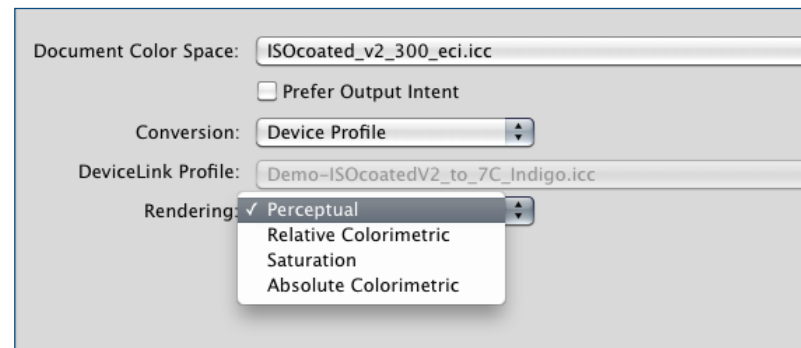 Document Color Space: ISOcoated_v2_300_eci.icc
Prefer Output Intent
Conversion: Device Profile
DeviceLink Profile: Demo-ISOcoatedV2_to_7C_Indigo.icc
Rendering: ✓ Perceptual
Relative Colorimetric
Saturation
Absolute Colorimetric